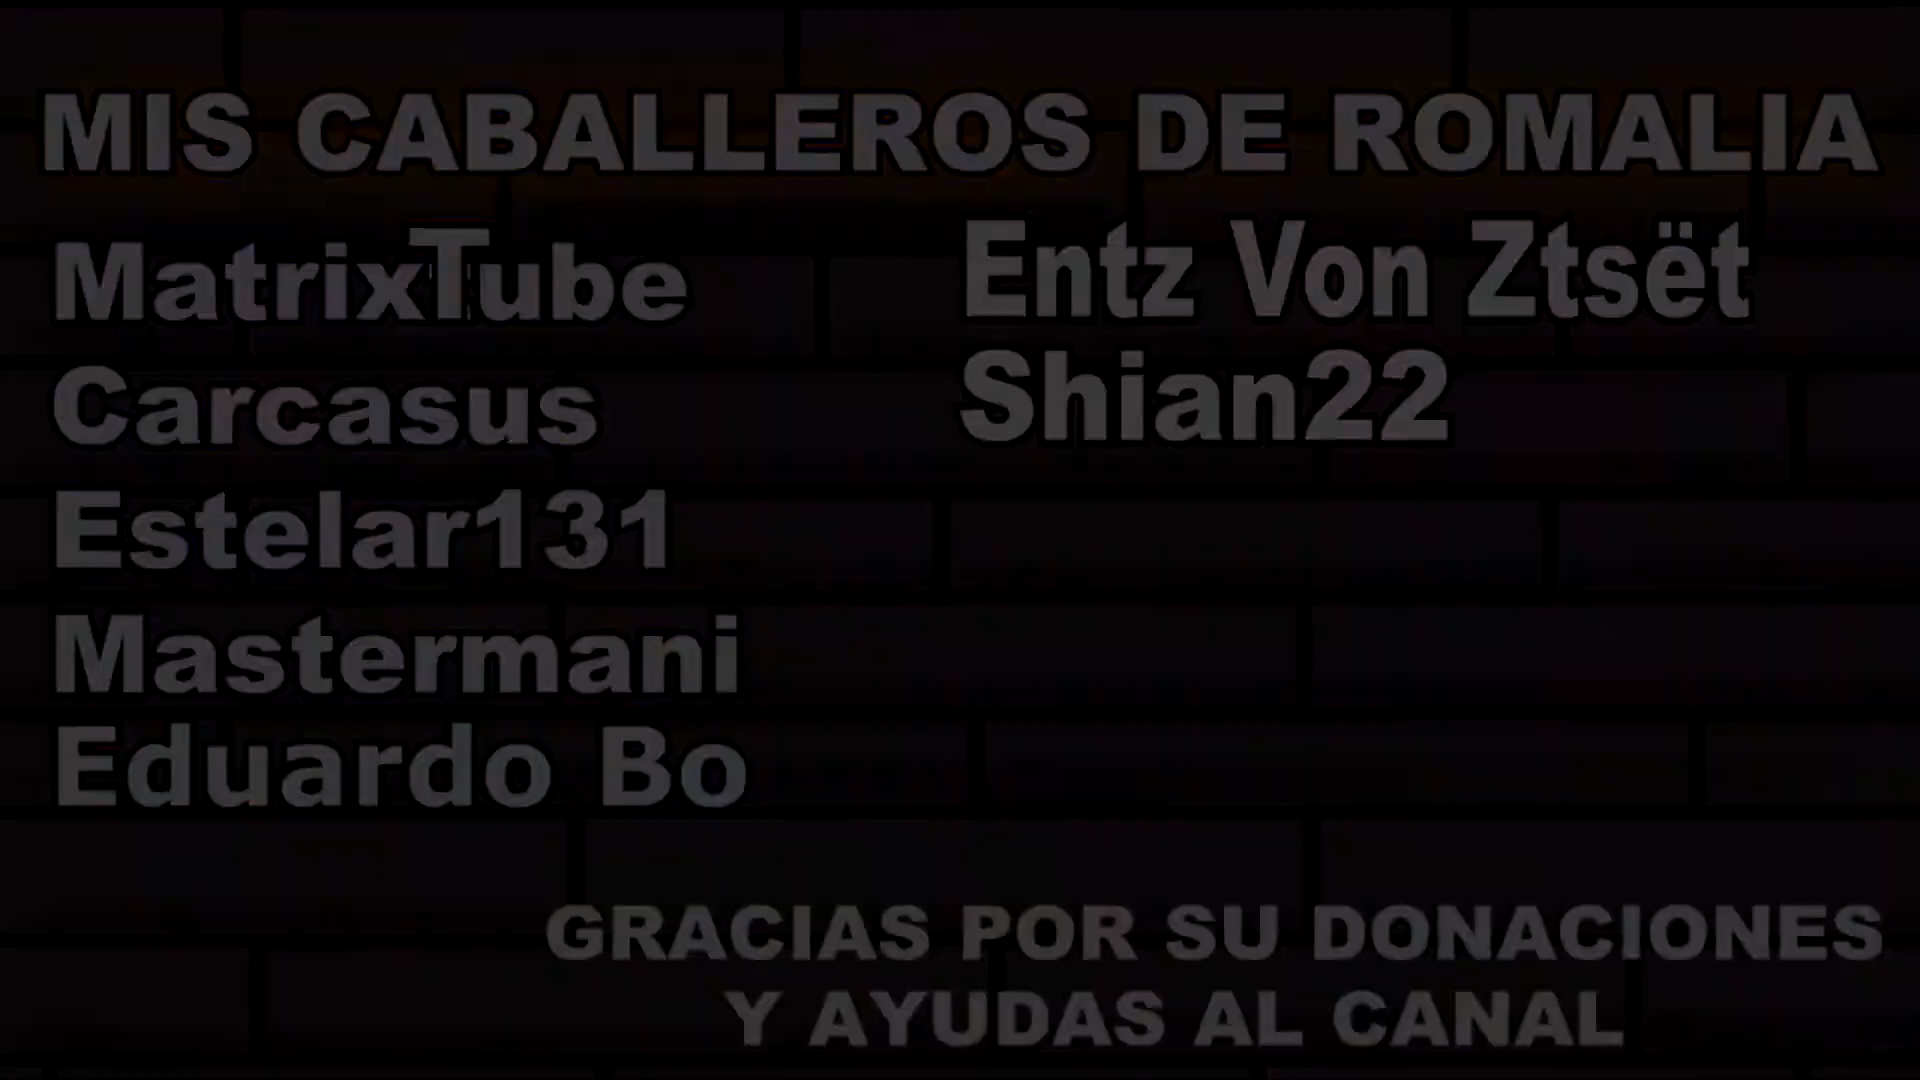 MIS CABALLEROS DE ROMALIA
MatrixTube
Carcasus
Estelar131
Mastermani
Eduardo Bo
Entz Von Ztsët
Shian22
GRACIAS POR SU DONACIONES
Y AYUDAS AL CANAL